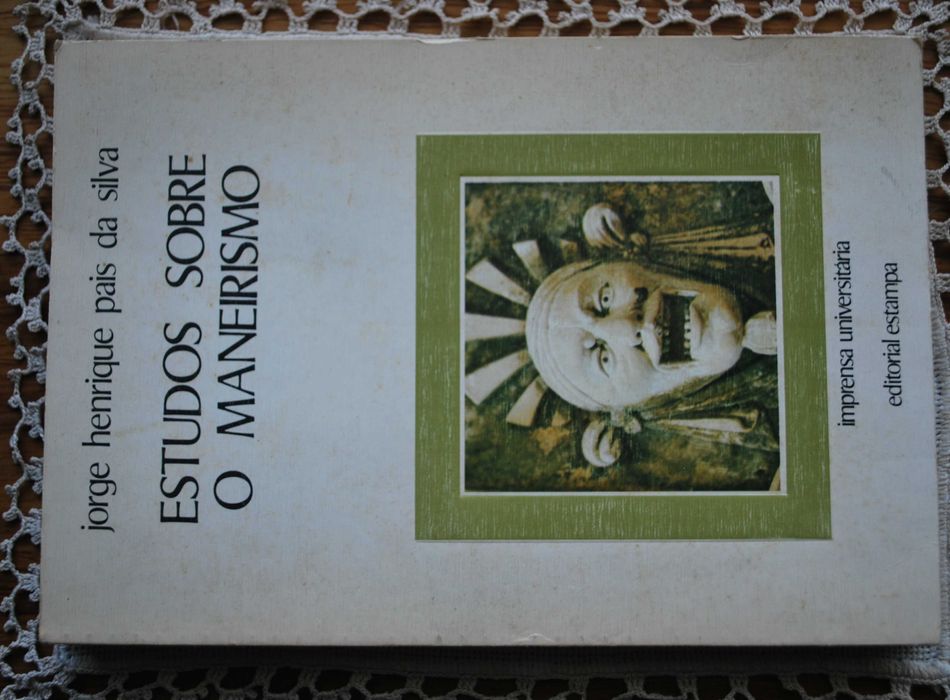 jorge henrique pais da silva
ESTUDOS SOBRE
O MANEIRISMO
imprensa universitária
editorial estampa